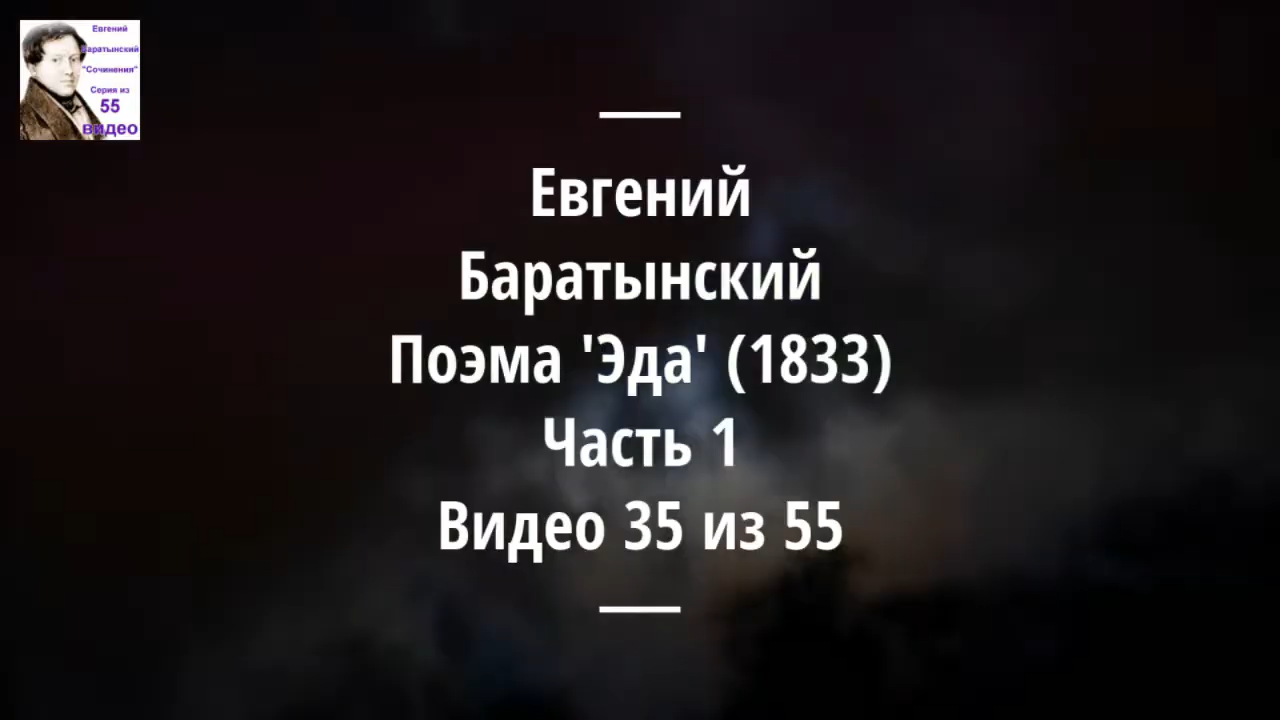 Евгений
Баратынский
"Сочинения"
Серия из
55
видео
Евгений
Баратынский
Поэма 'Эда' (1833)
Часть 1
Видео 35 из 55